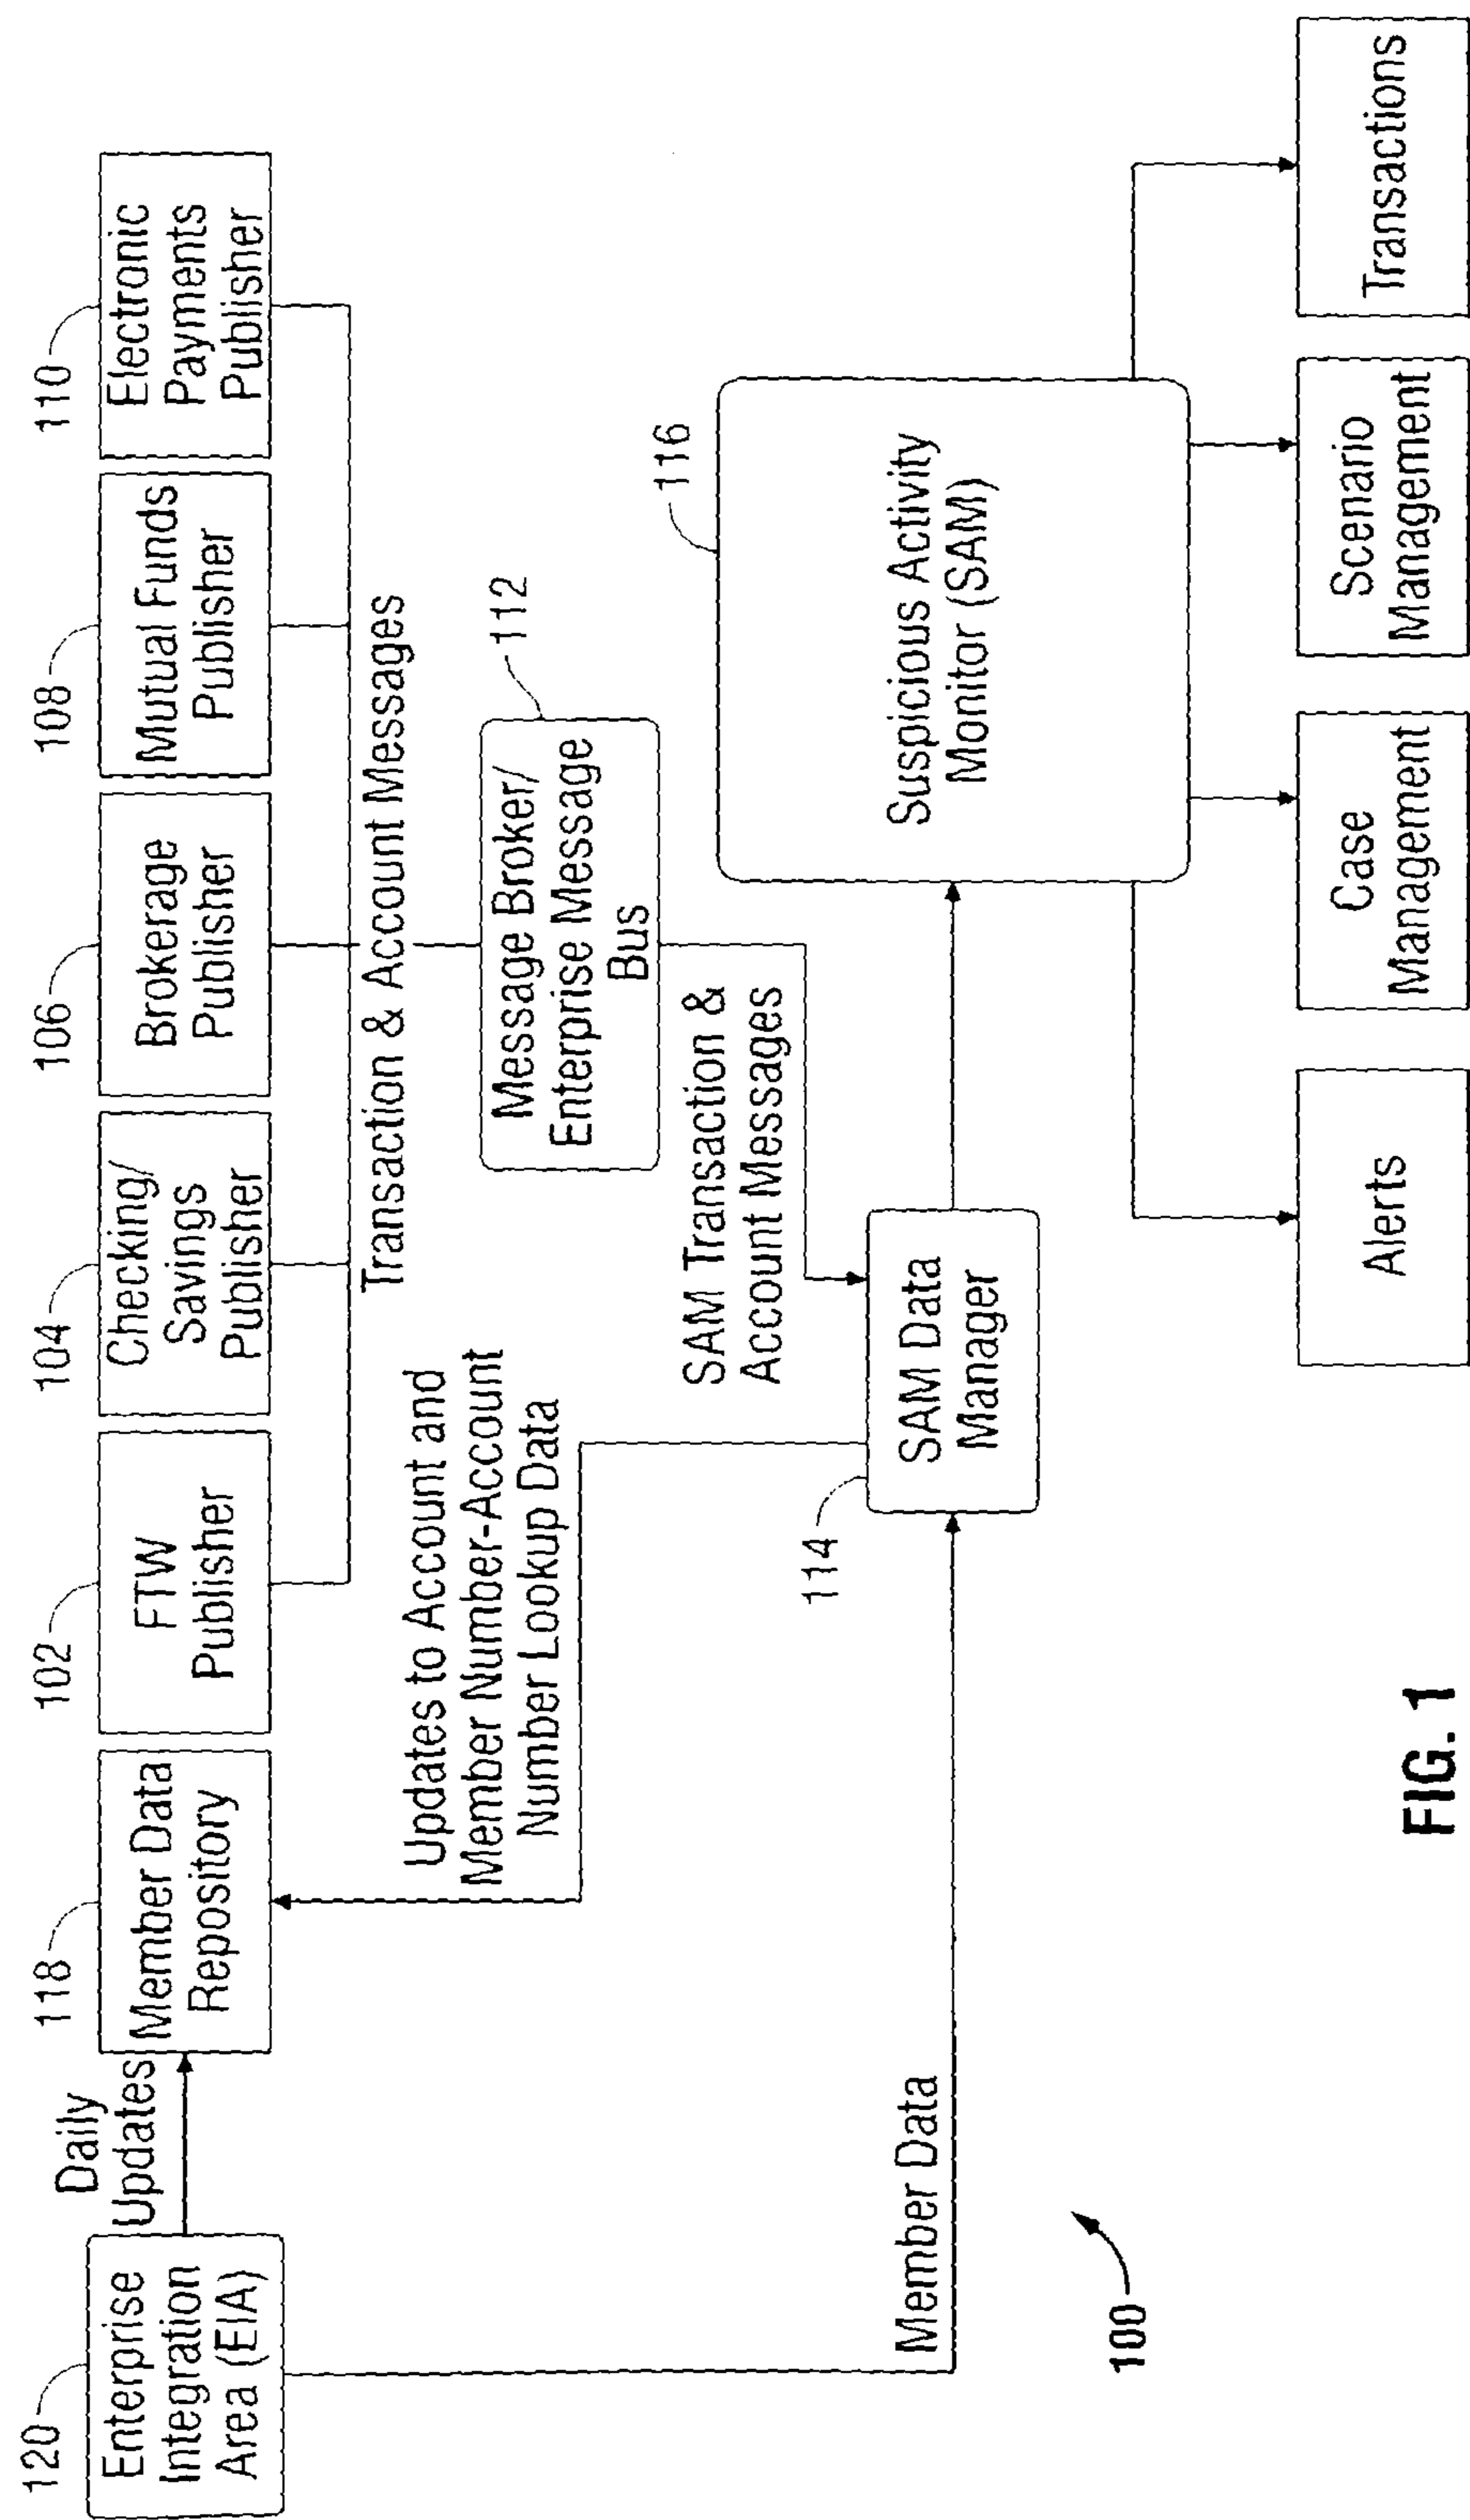 120
Enterprise
Integration
Area (EIA)
Daily
Updates
118
Member Data
Repository
102
FTW
Publisher
104
Checking/
Savings
Publisher
106
Brokerage
Publisher
108
Mutual Funds
Publisher
110
Electronic
Payments
Publisher
Transaction & Account Messages
Updates to Account and
Member Number-Account
Number Lookup Data
112
Message Broker/
Enterprise Message
Bus
SAM Transaction &
Account Messages
116
Suspicious Activity
Monitor (SAM)
114
SAM Data
Manager
Member Data
100
Alerts
Case
Management
Scenario
Management
Transactions
FIG. 1